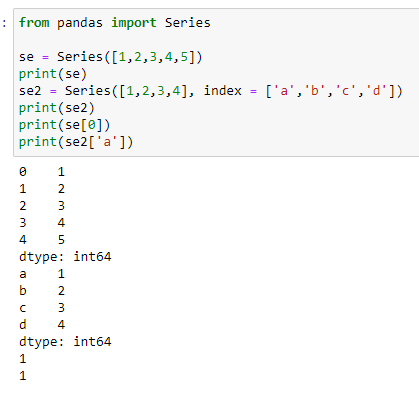 : from pandas import Series
se = Series([1,2,3,4,5])
print(se)
se2 = Series([1,2,3,4], index = ['a','b','c','d'])
print(se2)
print(se[0])
print(se2['a'])
0    1
1    2
2    3
3    4
4    5
dtype: int64
a    1
b    2
c    3
d    4
dtype: int64
1
1